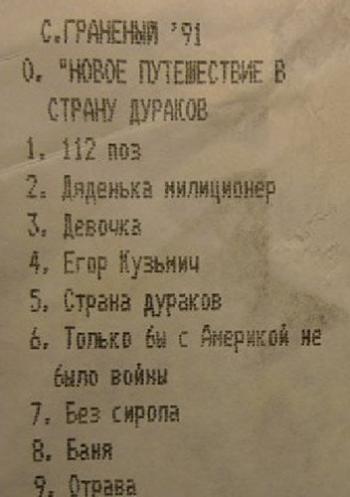 С.ГРАНЕНЫЙ '91
0. "НОВОЕ ПУТЕШЕСТВИЕ В
СТРАНУ ДУРАКОВ
1. 112 поз
2. Дяденька милиционер
3. Девочка
4. Егор Кузьмич
5. Страна дураков
6. Только бы с Америкой не
было войны
7. Без сиропа
8. Баня
9. Отрава